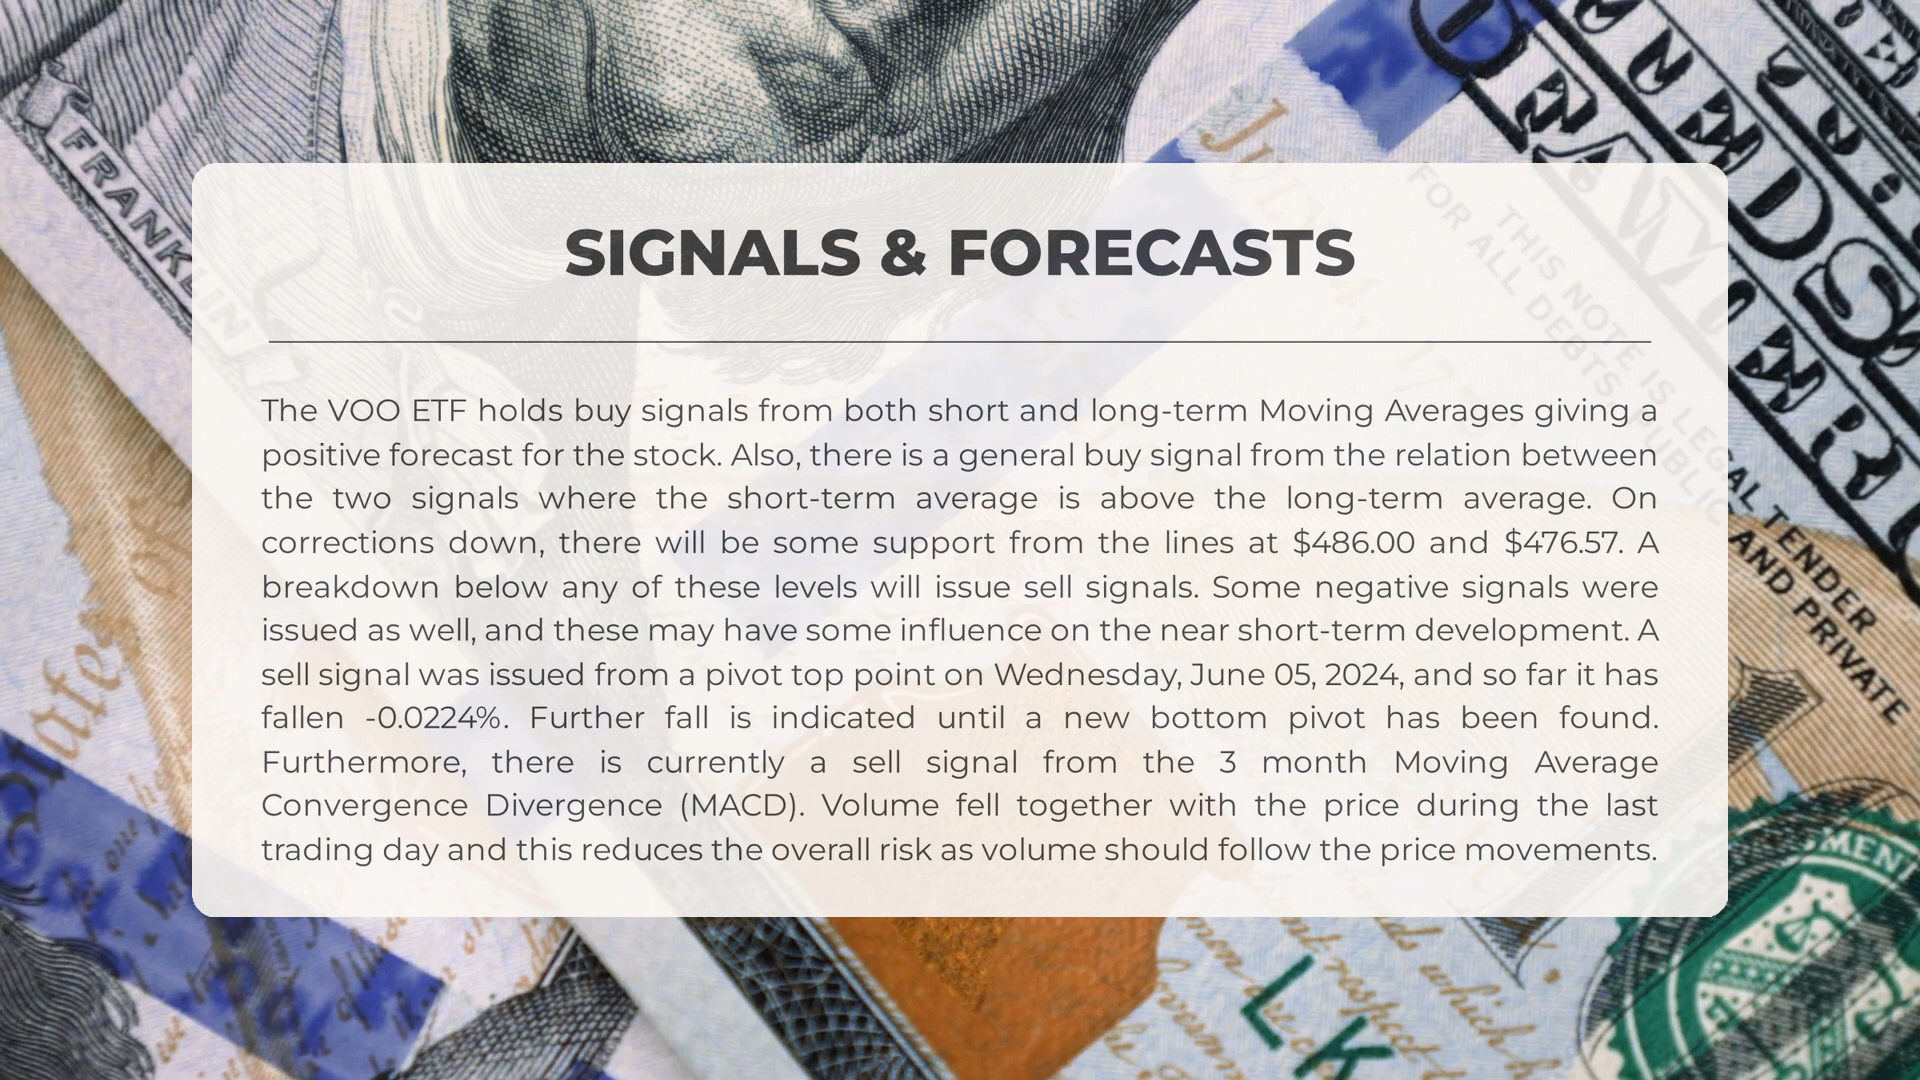 FRANKLIN
JULY 4, 177
THIS NOTE IS LEGAL TENDER
FOR ALL DEBTS, PUBLIC AND PRIVATE
SIGNALS & FORECASTS
The VOO ETF holds buy signals from both short and long-term Moving Averages giving a
positive forecast for the stock. Also, there is a general buy signal from the relation between
the two signals where the short-term average is above the long-term average. On
corrections down, there will be some support from the lines at $486.00 and $476.57. A
breakdown below any of these levels will issue sell signals. Some negative signals were
issued as well, and these may have some influence on the near short-term development. A
sell signal was issued from a pivot top point on Wednesday, June 05, 2024, and so far it has
fallen -0.0224%. Further fall is indicated until a new bottom pivot has been found.
Furthermore, there is currently a sell signal from the 3 month Moving Average
Convergence Divergence (MACD). Volume fell together with the price during the last
trading day and this reduces the overall risk as volume should follow the price movements.
LK